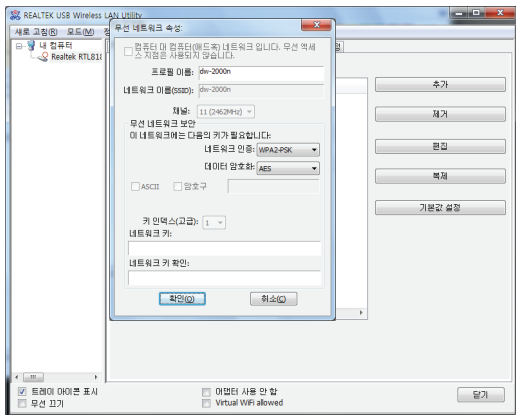 REALTEK USB Wireless LAN Utility
새로 고침(R) 모드(M)
내 컴퓨터
Realtek RTL818
무선 네트워크 속성:
컴퓨터 대 컴퓨터(애드혹) 네트워크 입니다. 무선 액세
스 지점은 사용되지 않습니다.
프로필 이름: dw-2000n
네트워크 이름(SSID): dw-2000n
채널: 11 (2462MHz)
무선 네트워크 보안
이 네트워크에는 다음의 키가 필요합니다:
네트워크 인증: WPA2-PSK
데이터 암호화: AES
ASCII 암호구
키 인덱스(고급): 1
네트워크 키:
네트워크 키 확인:
확인(O) 취소(C)
추가
제거
편집
복제
기본값 설정
트레이 아이콘 표시
무선 끄기
어댑터 사용 안 함
Virtual WiFi allowed
닫기